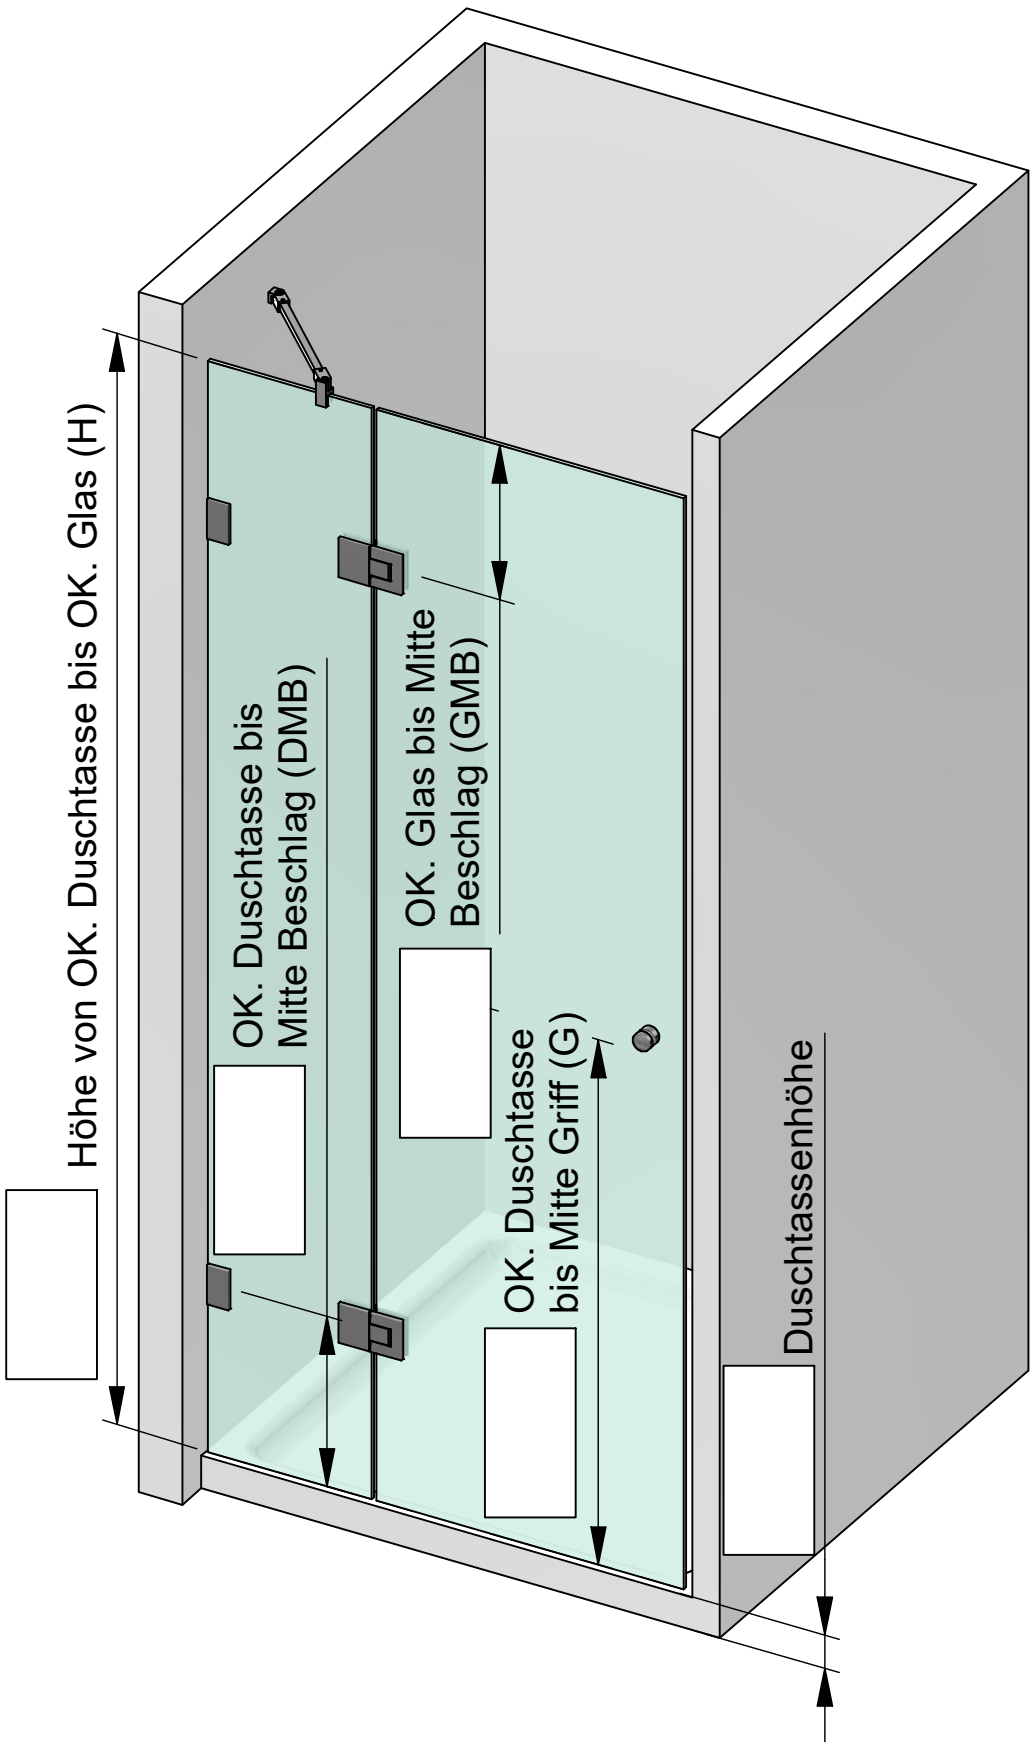 Höhe von OK. Duschtasse bis OK. Glas (H)
OK. Duschtasse bis
Mitte Beschlag (DMB)
OK. Glas bis Mitte
Beschlag (GMB)
OK. Duschtasse
bis Mitte Griff (G)
Duschtassenhöhe